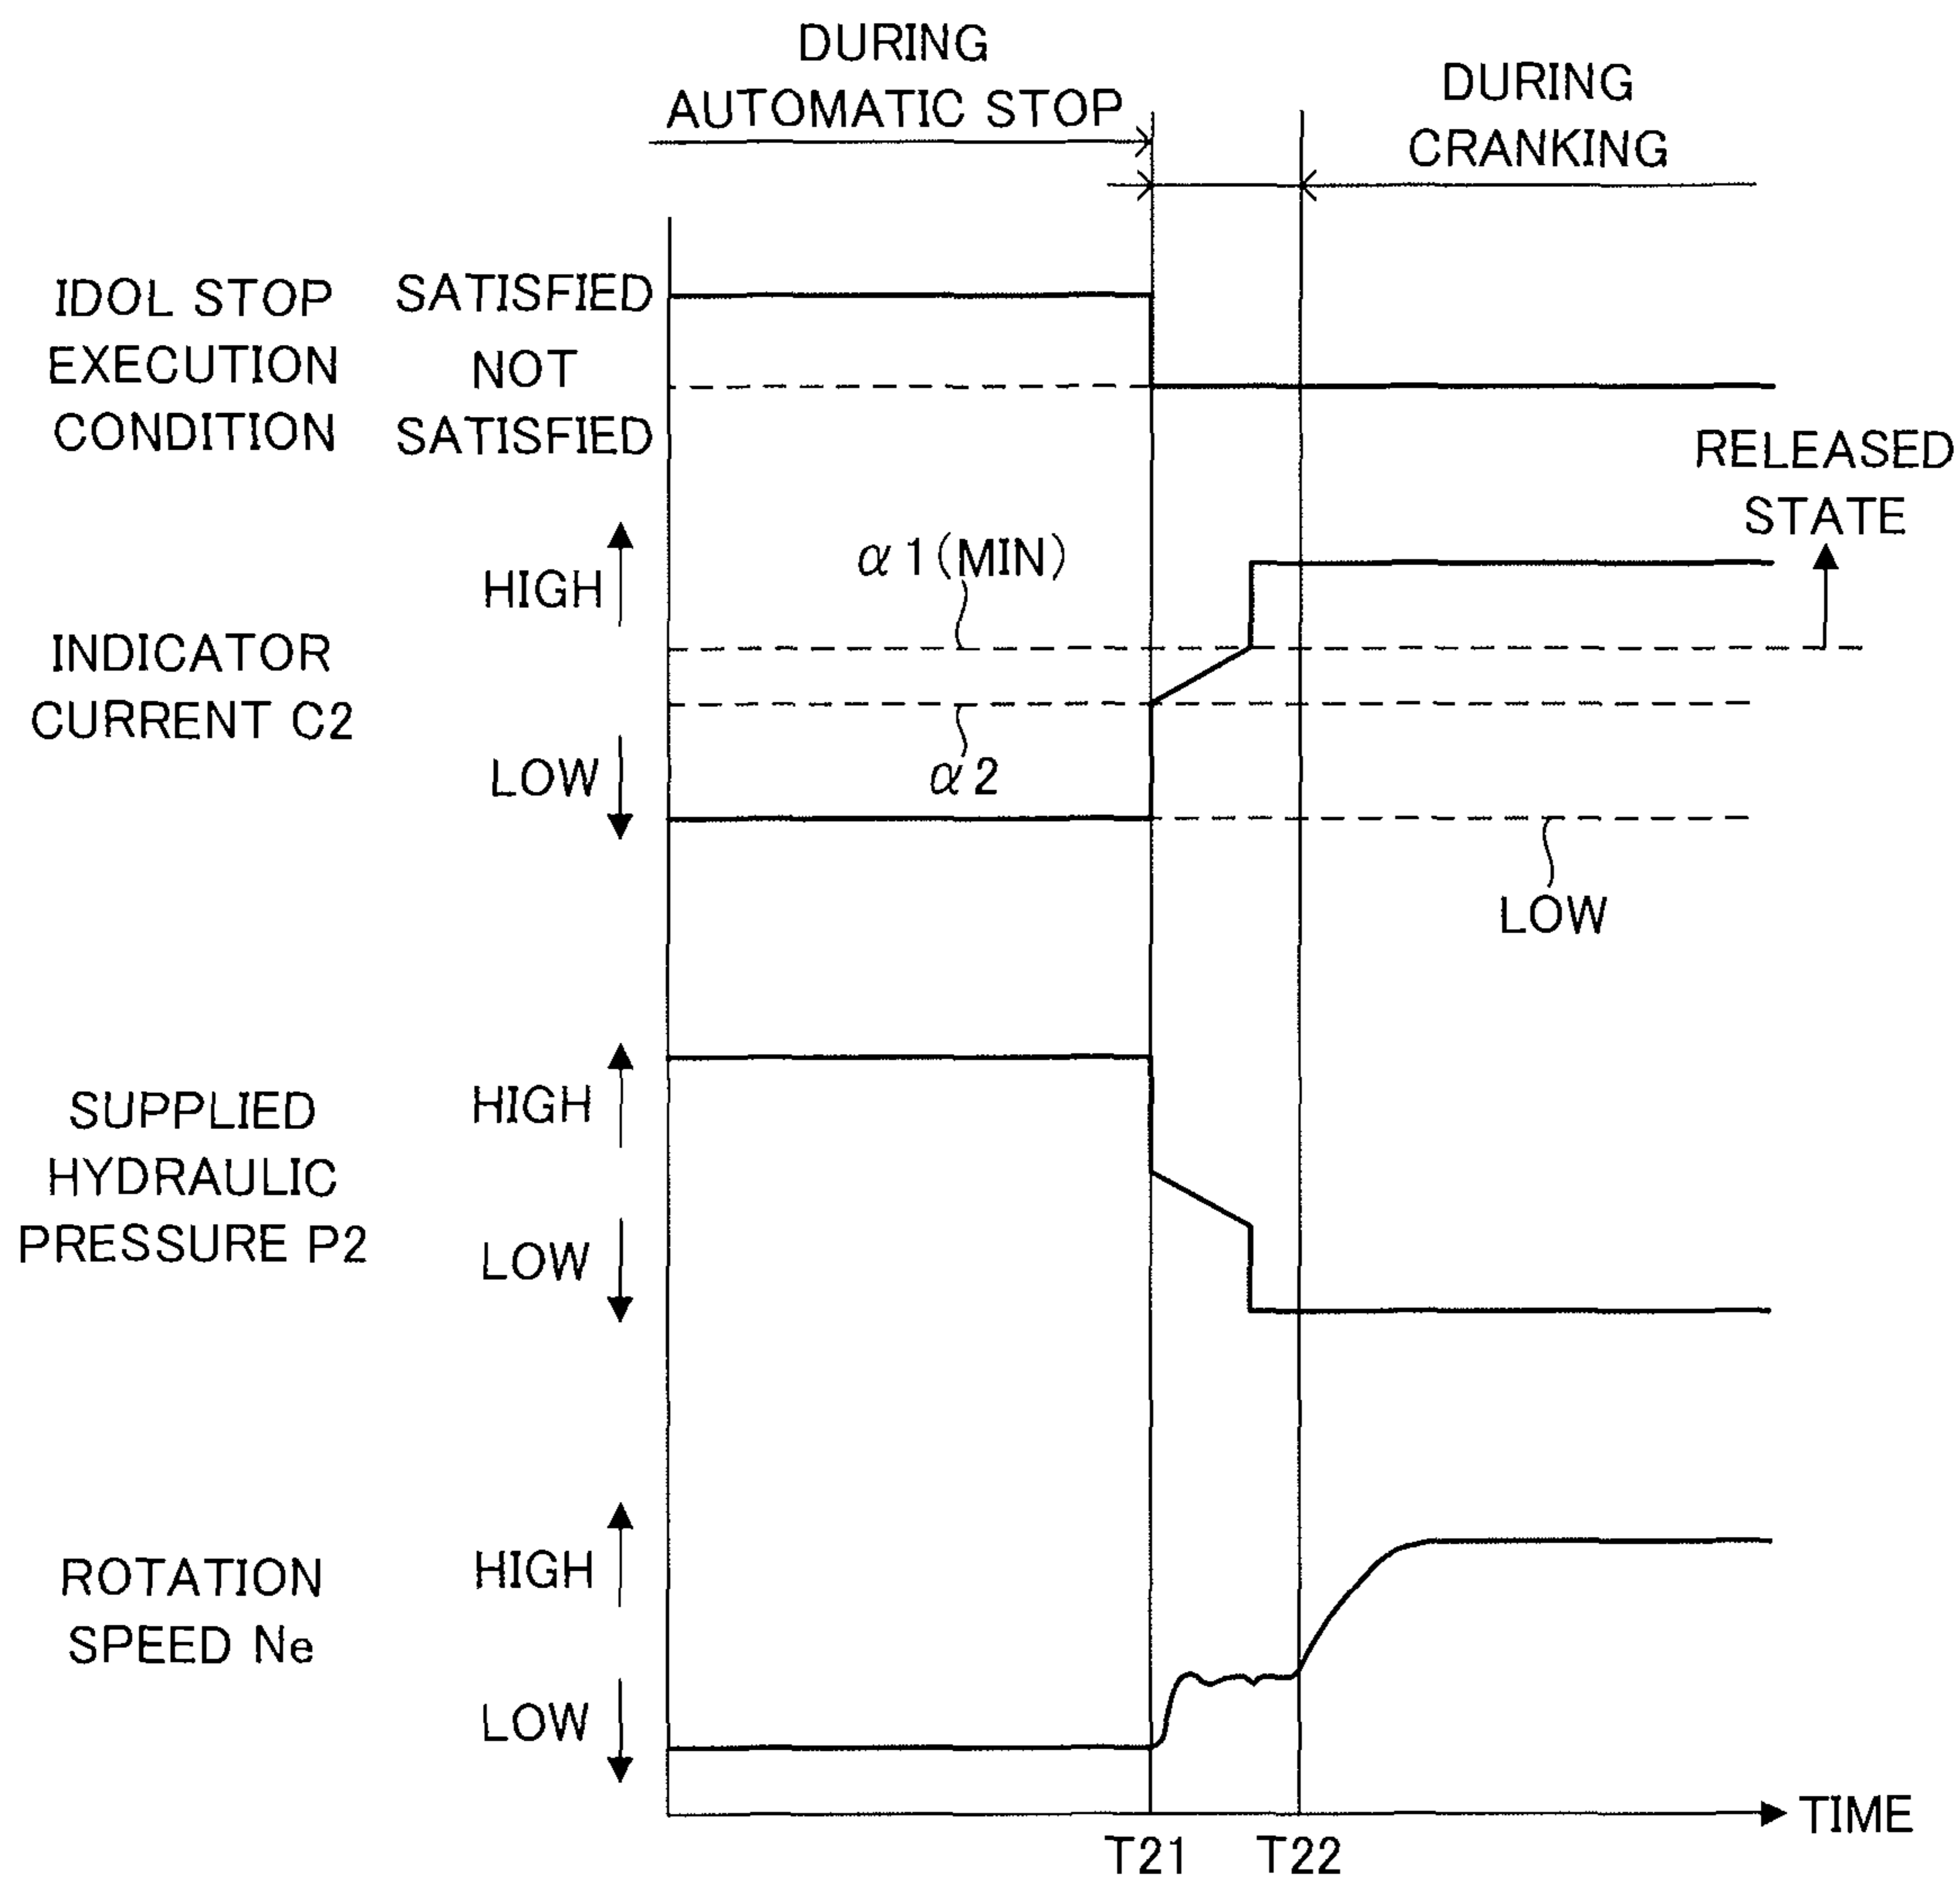 DURING
AUTOMATIC STOP
DURING
CRANKING
IDOL STOP
EXECUTION
CONDITION
SATISFIED
NOT
SATISFIED
RELEASED
STATE
α1(MIN)
HIGH
INDICATOR
CURRENT C2
LOW
α2
LOW
SUPPLIED
HYDRAULIC
PRESSURE P2
HIGH
LOW
ROTATION
SPEED Ne
HIGH
LOW
TIME
T21
T22